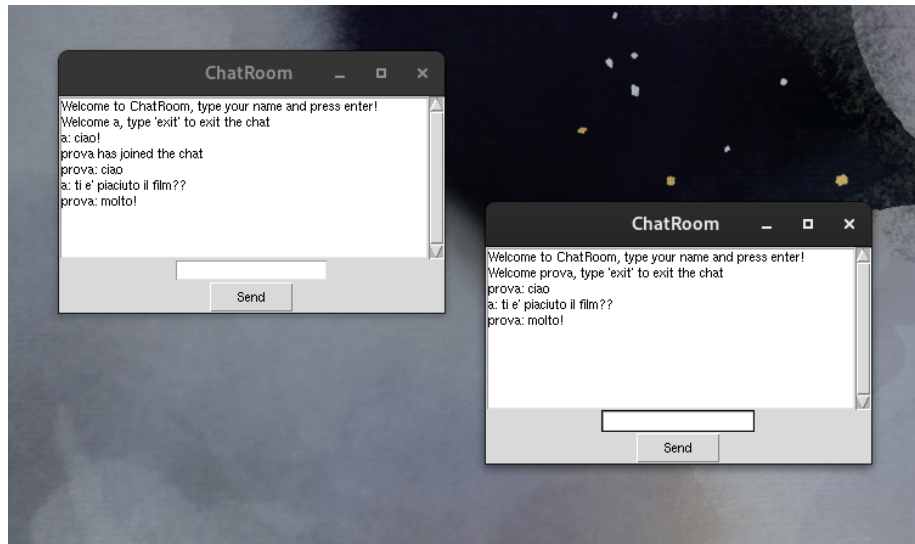 ChatRoom
Welcome to ChatRoom, type your name and press enter!
Welcome a, type 'exit' to exit the chat
a: ciao!
prova has joined the chat
prova: ciao
a: ti e' piaciuto il film??
prova: molto!
Send
ChatRoom
Welcome to ChatRoom, type your name and press enter!
Welcome prova, type 'exit' to exit the chat
prova: ciao
a: ti e' piaciuto il film??
prova: molto!
Send